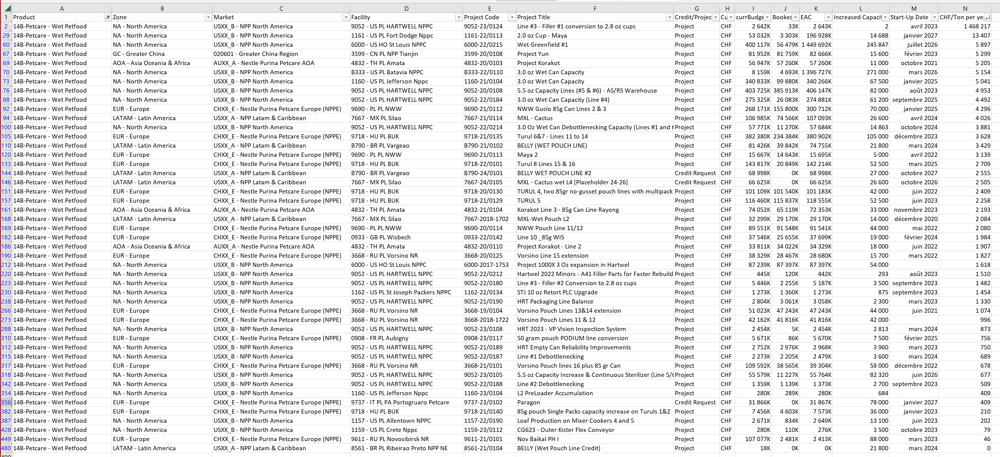 A B C D E F G H I J K L M N
1 Product Zone Market Facility Project Code Project Title Credit/Projec Cu currBudge Booked EAC Increased Capacit Start-Up Date CHF/Ton per ye
2 14B-Petcare - Wet Petfood NA - North America USXX_B - NPP North America 9052 - US PL HARTWELL NPPC 9052-23/0124 Line #3 - Filler #1 conversion to 2.8 oz cups Project CHF 2 642K 33K 2 643K 2 avril 2023 1 468 217
29 14B-Petcare - Wet Petfood NA - North America USXX_B - NPP North America 1161 - US PL Fort Dodge Nppc 1161-22/0113 2.0 oz Cup - Maya Project CHF 53 032K 3 303K 196 928K 14 688 janvier 2027 13 407
60 14B-Petcare - Wet Petfood NA - North America USXX_B - NPP North America 6000 - US HO St Louis NPPC 6000-22/0215 Wet Greenfield #1 Project CHF 400 117K 56 479K 1 449 692K 245 847 juillet 2026 5 897
67 14B-Petcare - Wet Petfood GC - Greater China 020601 - Greater China Region 3599 - CN PL NPP Tianjin 3599-20/0108 Project Yun Project CHF 81 952K 81 759K 82 666K 15 600 février 2023 5 299
69 14B-Petcare - Wet Petfood AOA - Asia Oceania & Africa AUXX_A - Nestle Purina Petcare AOA 4832 - TH PL Amata 4832-20/0103 Project Korakot Project CHF 56 947K 57 260K 57 260K 11 000 octobre 2021 5 205
70 14B-Petcare - Wet Petfood NA - North America USXX_B - NPP North America B333 - US PL Batavia NPPC B333-22/0110 3.0 oz Wet Can Capacity Project CHF 8 159K 4 693K 1 396 727K 271 000 mars 2026 5 154
73 14B-Petcare - Wet Petfood NA - North America USXX_B - NPP North America 1160 - US PL Jefferson Nppc 1160-21/0104 3.0 oz Wet Can Capacity Project CHF 340 833K 99 880K 340 266K 67 500 janvier 2025 5 041
76 14B-Petcare - Wet Petfood NA - North America USXX_B - NPP North America 9052 - US PL HARTWELL NPPC 9052-20/0108 5.5 oz Capacity Lines (#5 & #6) - AS/RS Warehouse Project CHF 403 725K 385 913K 406 147K 82 000 août 2023 4 953
88 14B-Petcare - Wet Petfood NA - North America USXX_B - NPP North America 9052 - US PL HARTWELL NPPC 9052-22/0184 3.0 oz Wet Can Capacity (Line #4) Project CHF 275 325K 26 083K 274 881K 61 200 septembre 2025 4 492
92 14B-Petcare - Wet Petfood EUR - Europe CHXX_E - Nestle Purina Petcare Europe (NPPE) 9690 - PL PL NWW 9690-21/0112 NWW Gucio 85g Can Lines 2 & 3 Project CHF 268 171K 155 800K 300 712K 70 000 janvier 2025 4 296
94 14B-Petcare - Wet Petfood LATAM - Latin America USXX_A - NPP Latam & Caribbean 7667 - MX PL Silao 7667-21/0114 MXL - Cactus Project CHF 106 985K 74 566K 107 093K 26 600 avril 2024 4 026
100 14B-Petcare - Wet Petfood NA - North America USXX_B - NPP North America 9052 - US PL HARTWELL NPPC 9052-22/0214 3.0 Oz Wet Can Debottlenecking Capacity (Lines #1 and # Project CHF 57 771K 11 270K 57 684K 14 863 octobre 2024 3 881
105 14B-Petcare - Wet Petfood EUR - Europe CHXX_E - Nestle Purina Petcare Europe (NPPE) 9718 - HU PL BUK 9718-21/0135 Turul 6&7 - Lines 11 to 14 Project CHF 382 380K 234 384K 380 902K 105 000 décembre 2023 3 628
110 14B-Petcare - Wet Petfood LATAM - Latin America USXX_A - NPP Latam & Caribbean B790 - BR PL Vargeao B790-21/0102 BELLY (WET POUCH LINE) Project CHF 81 426K 39 842K 74 755K 21 800 mars 2024 3 429
120 14B-Petcare - Wet Petfood EUR - Europe CHXX_E - Nestle Purina Petcare Europe (NPPE) 9690 - PL PL NWW 9690-21/0113 Maya 2 Project CHF 15 667K 14 643K 15 695K 5 000 avril 2022 3 139
133 14B-Petcare - Wet Petfood EUR - Europe CHXX_E - Nestle Purina Petcare Europe (NPPE) 9718 - HU PL BUK 9718-22/0101 Turul 8 Lines 15 & 16 Project CHF 143 817K 20 849K 142 214K 52 500 mars 2025 2 709
144 14B-Petcare - Wet Petfood LATAM - Latin America USXX_A - NPP Latam & Caribbean B790 - BR PL Vargeao B790-24/0101 BELLY WET POUCH LINE #2 Credit Request CHF 68 998K 0K 68 998K 27 000 octobre 2027 2 555
146 14B-Petcare - Wet Petfood LATAM - Latin America USXX_A - NPP Latam & Caribbean 7667 - MX PL Silao 7667-24/0105 MXL - Cactus wet L4 [Placeholder 24-26] Credit Request CHF 66 625K 0K 66 625K 26 600 octobre 2026 2 505
151 14B-Petcare - Wet Petfood EUR - Europe CHXX_E - Nestle Purina Petcare Europe (NPPE) 9718 - HU PL BUK 9718-20/0130 TURUL 4, two 85gr no-gusset pouch lines with multipack Project CHF 101 109K 101 540K 101 183K 42 000 juin 2022 2 409
157 14B-Petcare - Wet Petfood EUR - Europe CHXX_E - Nestle Purina Petcare Europe (NPPE) 9718 - HU PL BUK 9718-21/0129 TURUL 5 Project CHF 116 460K 115 837K 118 555K 52 500 juin 2023 2 258
161 14B-Petcare - Wet Petfood AOA - Asia Oceania & Africa AUXX_A - Nestle Purina Petcare AOA 4832 - TH PL Amata 4832-21/0104 Korakot Line 3 - 85g Can Line Rayong Project CHF 74 052K 65 119K 72 353K 33 000 novembre 2023 2 193
168 14B-Petcare - Wet Petfood LATAM - Latin America USXX_A - NPP Latam & Caribbean 7667 - MX PL Silao 7667-2018-1702 MXL-Wet Pouch L2 Project CHF 32 299K 29 170K 29 170K 14 000 décembre 2020 2 084
169 14B-Petcare - Wet Petfood EUR - Europe CHXX_E - Nestle Purina Petcare Europe (NPPE) 9690 - PL PL NWW 9690-20/0114 NWW Pouch Line 11/12 Project CHF 89 551K 91 548K 91 541K 44 000 mai 2022 2 080
182 14B-Petcare - Wet Petfood EUR - Europe CHXX_E - Nestle Purina Petcare Europe (NPPE) 0933 - GB PL Wisbech 0933-22/0142 Line 10 _85g WIS Project CHF 37 546K 25 655K 37 699K 19 000 février 2024 1 984
186 14B-Petcare - Wet Petfood AOA - Asia Oceania & Africa AUXX_A - Nestle Purina Petcare AOA 4832 - TH PL Amata 4832-20/0110 Project Korakot - Line 2 Project CHF 33 811K 34 022K 34 329K 18 000 juin 2022 1 907
190 14B-Petcare - Wet Petfood EUR - Europe CHXX_E - Nestle Purina Petcare Europe (NPPE) 3668 - RU PL Vorsino NR 3668-20/0125 Vorsino Line 15 extension Project CHF 38 329K 28 467K 28 680K 15 700 mars 2022 1 827
212 14B-Petcare - Wet Petfood NA - North America USXX_B - NPP North America 6000 - US HO St Louis NPPC 6000-2017-1753 Project 1000X 3 Oz expansion in Hartwel Project CHF 87 239K 87 397K 87 397K 54 000 1 618
220 14B-Petcare - Wet Petfood NA - North America USXX_B - NPP North America 9052 - US PL HARTWELL NPPC 9052-22/0212 Hartwel 2022 Minors - A41 Filler Parts for Faster Rebuild Project CHF 445K 120K 442K 293 août 2023 1 510
223 14B-Petcare - Wet Petfood NA - North America USXX_B - NPP North America 9052 - US PL HARTWELL NPPC 9052-22/0180 Line #3 - Filler #2 Conversion to 2.8 oz cups Project CHF 5 446K 2 255K 5 187K 3 500 septembre 2023 1 482
230 14B-Petcare - Wet Petfood NA - North America USXX_B - NPP North America 1162 - US PL St Joseph Packers NPPC 1162-22/0134 STJ 10 oz Retort PLC Upgrade Project CHF 1 273K 1 360K 1 273K 875 septembre 2023 1 454
238 14B-Petcare - Wet Petfood NA - North America USXX_B - NPP North America 9052 - US PL HARTWELL NPPC 9052-21/0190 HRT Packaging Line Balance Project CHF 2 804K 3 061K 3 058K 2 300 mars 2023 1 330
266 14B-Petcare - Wet Petfood EUR - Europe CHXX_E - Nestle Purina Petcare Europe (NPPE) 3668 - RU PL Vorsino NR 3668-19/0104 Vorsino Pouch Lines 13&14 extension Project CHF 51 023K 47 243K 47 243K 44 000 juin 2021 1 074
273 14B-Petcare - Wet Petfood EUR - Europe CHXX_E - Nestle Purina Petcare Europe (NPPE) 3668 - RU PL Vorsino NR 3668-2018-1722 Vorsino Pouch Lines 11 & 12 Project CHF 42 162K 41 816K 41 816K 42 000 996
288 14B-Petcare - Wet Petfood NA - North America USXX_B - NPP North America 9052 - US PL HARTWELL NPPC 9052-23/0108 HRT 2023 - VP Vision Inspection System Project CHF 2 454K 5K 2 454K 2 813 mars 2024 873
310 14B-Petcare - Wet Petfood EUR - Europe CHXX_E - Nestle Purina Petcare Europe (NPPE) 0908 - FR PL Aubigny 0908-23/0117 50 gram pouch PODIUM line conversion Project CHF 5 671K 86K 5 670K 7 500 février 2025 756
312 14B-Petcare - Wet Petfood NA - North America USXX_B - NPP North America 9052 - US PL HARTWELL NPPC 9052-21/0189 HRT Empty Can Reliability Improvements Project CHF 2 752K 2 976K 2 968K 3 960 mars 2023 750
315 14B-Petcare - Wet Petfood NA - North America USXX_B - NPP North America 9052 - US PL HARTWELL NPPC 9052-22/0187 Line #1 Debottlenecking Project CHF 2 273K 2 205K 2 479K 3 600 mars 2024 689
317 14B-Petcare - Wet Petfood EUR - Europe CHXX_E - Nestle Purina Petcare Europe (NPPE) 3668 - RU PL Vorsino NR 3668-21/0101 Vorsino Pouch lines 16 plus 85 gr Can Project CHF 109 592K 38 565K 39 304K 58 000 décembre 2022 678
318 14B-Petcare - Wet Petfood NA - North America USXX_B - NPP North America 9052 - US PL HARTWELL NPPC 9052-23/0105 5.5 oz Capacity Increase & Continuous Sterilizer (Line 5/6 Project CHF 55 579K 11 227K 55 764K 82 320 juin 2026 677
342 14B-Petcare - Wet Petfood NA - North America USXX_B - NPP North America 9052 - US PL HARTWELL NPPC 9052-22/0188 Line #2 Debottlenecking Project CHF 1 359K 1 139K 1 373K 2 700 septembre 2023 509
354 14B-Petcare - Wet Petfood NA - North America USXX_B - NPP North America 1160 - US PL Jefferson Nppc 1160-23/0104 L2 PreLoader Accumulation Project CHF 280K 289K 280K 684 409
356 14B-Petcare - Wet Petfood EUR - Europe CHXX_E - Nestle Purina Petcare Europe (NPPE) 9737 - IT PL PA Portogruaro Petcare 9737-23/0102 Paragon Credit Request CHF 31 866K 0K 31 867K 78 000 janvier 2027 409
382 14B-Petcare - Wet Petfood EUR - Europe CHXX_E - Nestle Purina Petcare Europe (NPPE) 9718 - HU PL BUK 9718-21/0140 85g pouch Single Packs capacity increase on Turuls 1&2 Project CHF 7 456K 4 603K 7 573K 36 000 janvier 2023 210
387 14B-Petcare - Wet Petfood NA - North America USXX_B - NPP North America 1157 - US PL Allentown NPPC 1157-22/0190 Loaf Production on Mixer Cookers 4 and 5 Project CHF 2 671K 834K 2 649K 13 100 juin 2023 202
428 14B-Petcare - Wet Petfood NA - North America USXX_B - NPP North America 1159 - US PL Crete Nppc 1159-23/0112 CG623 - Outer Kister Flex Conveyor Project CHF 280K 110K 276K 3 500 octobre 2023 79
449 14B-Petcare - Wet Petfood EUR - Europe CHXX_E - Nestle Purina Petcare Europe (NPPE) 9611 - RU PL Novosibirsk NR 9611-21/0101 Nov Baikal PH I Project CHF 107 077K 2 481K 2 413K 88 000 mars 2023 46
480 14B-Petcare - Wet Petfood LATAM - Latin America USXX_A - NPP Latam & Caribbean 8561 - BR PL Ribeirao Preto NPP NE 8561-21/0104 BELLY (Wet Pouch Line Credit) Project CHF 18K 0K 0K 21 800 mars 2024 0